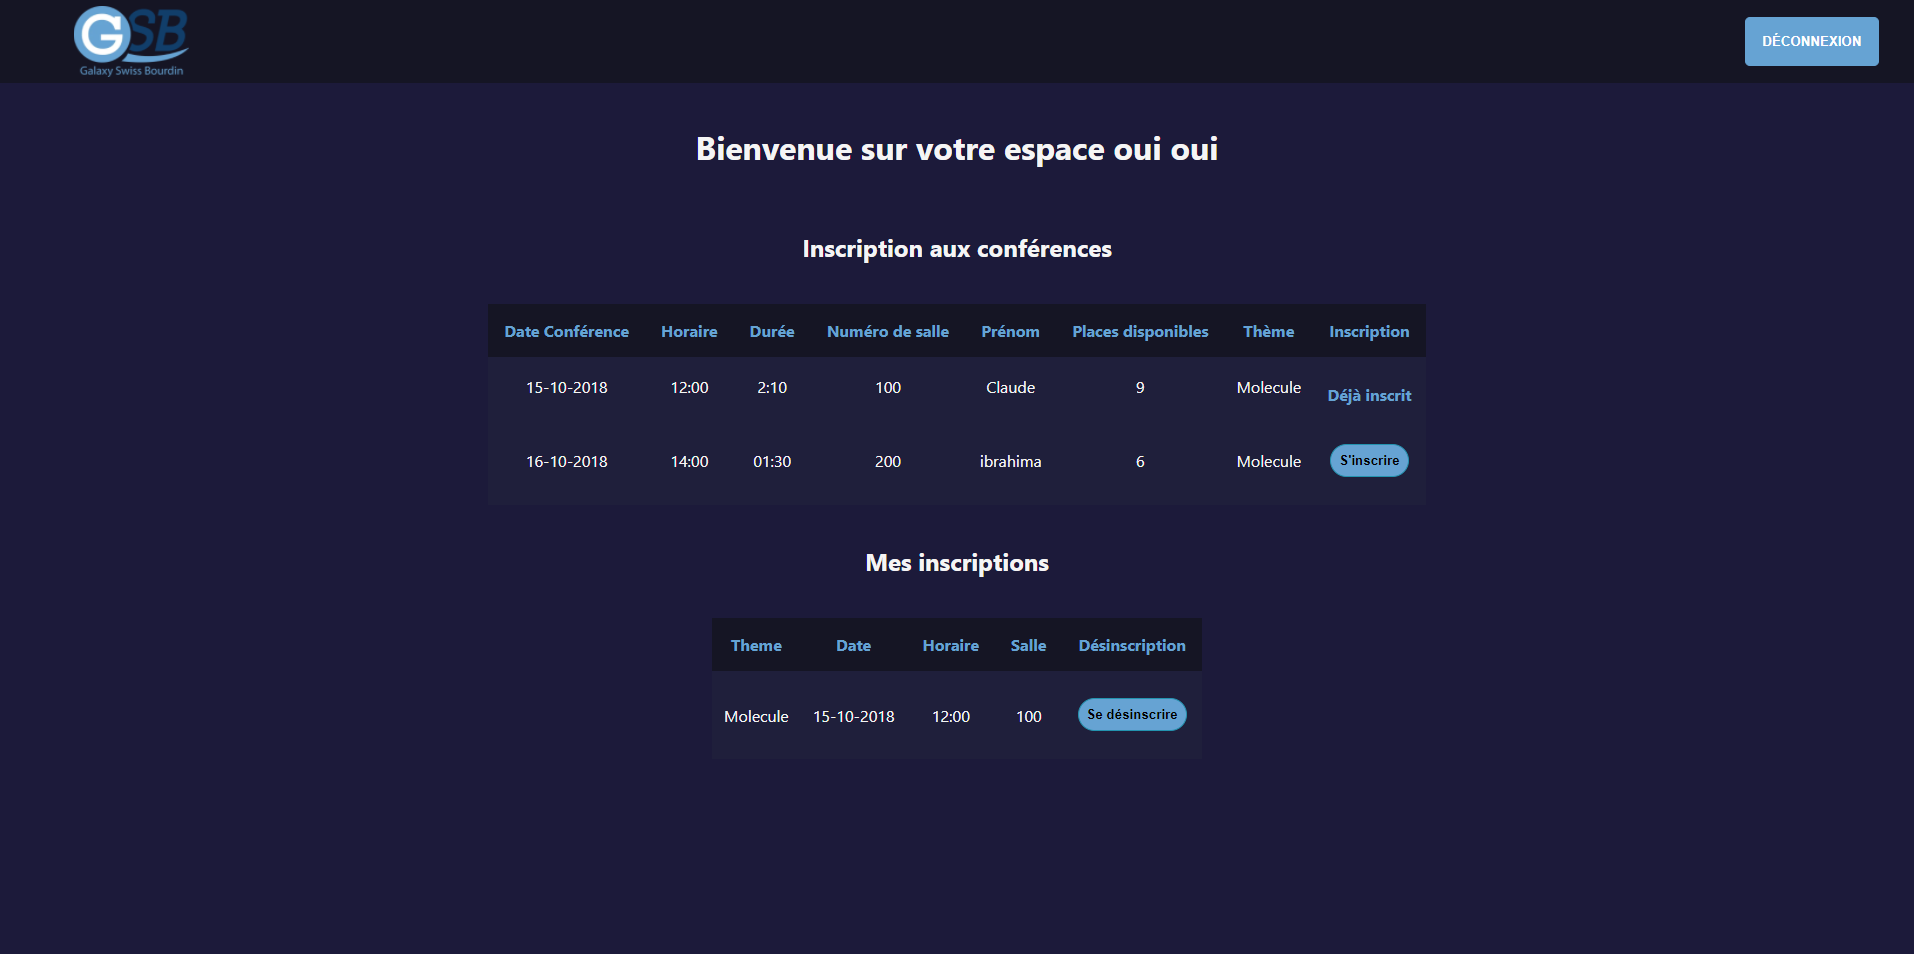 GSB
Galaxy Swiss Bourdin
DÉCONNEXION
Bienvenue sur votre espace oui oui
Inscription aux conférences
Date Conférence Horaire Durée Numéro de salle Prénom Places disponibles Thème Inscription
15-10-2018 12:00 2:10 100 Claude 9 Molecule Déjà inscrit
16-10-2018 14:00 01:30 200 ibrahima 6 Molecule S'inscrire
Mes inscriptions
Theme Date Horaire Salle Désinscription
Molecule 15-10-2018 12:00 100 Se désinscrire